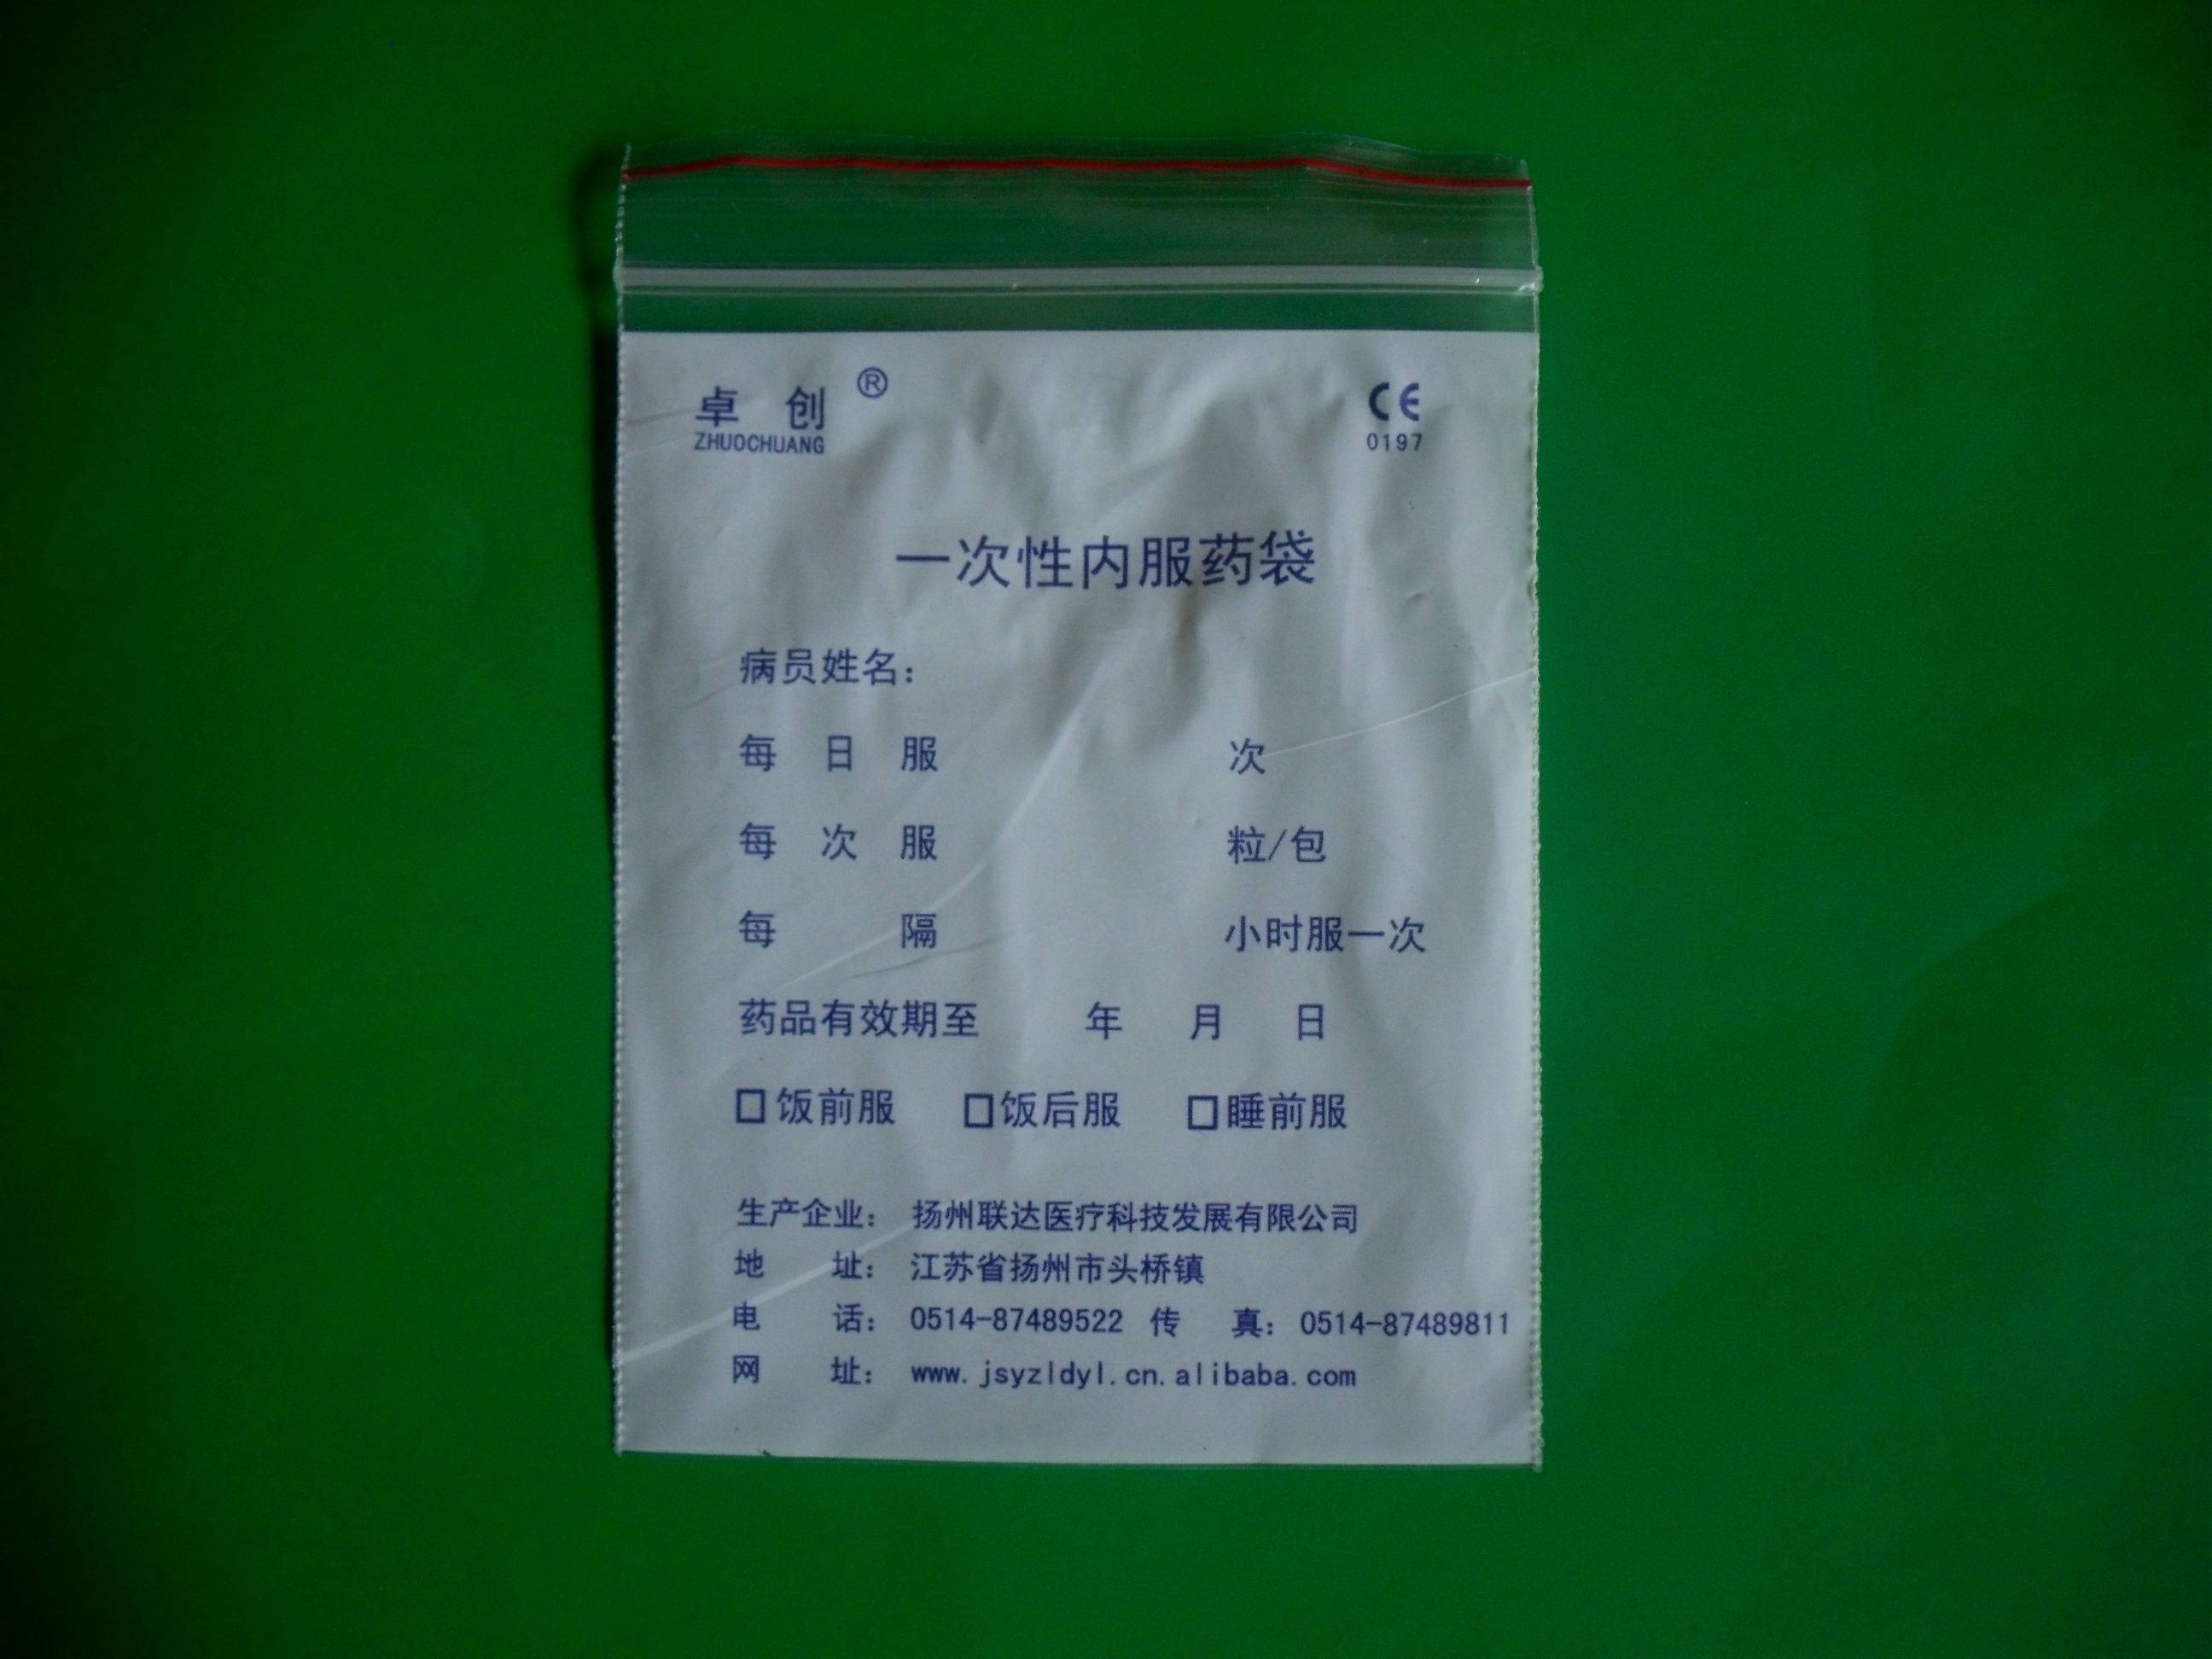 卓 创 ®
ZHUOCHUANG
CE
0197
一次性内服药袋
病员姓名：
每 日 服 次
每 次 服 粒/包
每 隔 小时服一次
药品有效期至 年 月 日
□饭前服 □饭后服 □睡前服
生产企业： 扬州联达医疗科技发展有限公司
地 址： 江苏省扬州市头桥镇
电 话： 0514-87489522 传 真： 0514-87489811
网 址： www.jsyzldyl.cn.alibaba.com